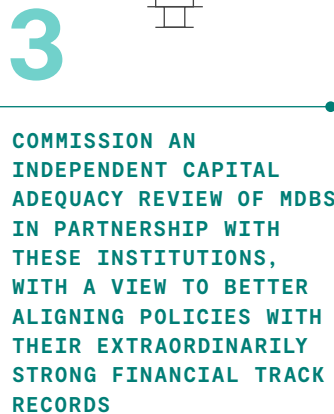 3
COMMISSION AN
INDEPENDENT CAPITAL
ADEQUACY REVIEW OF MDBS
IN PARTNERSHIP WITH
THESE INSTITUTIONS,
WITH A VIEW TO BETTER
ALIGNING POLICIES WITH
THEIR EXTRAORDINARILY
STRONG FINANCIAL TRACK
RECORDS